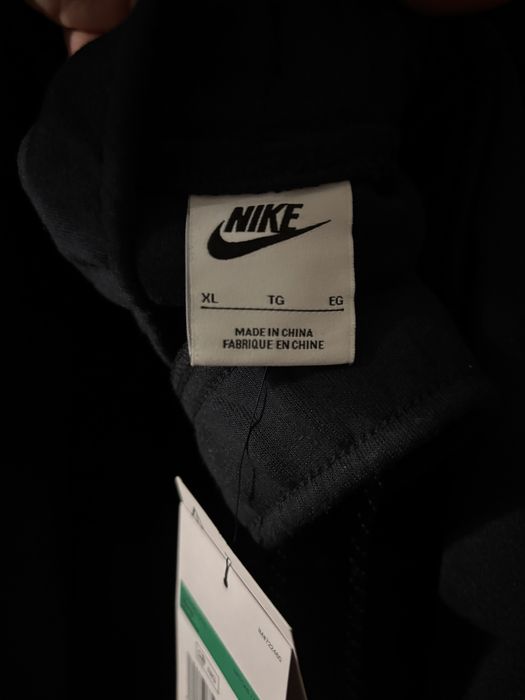 NIKE
XL TG EG
MADE IN CHINA
FABRIQUE EN CHINE